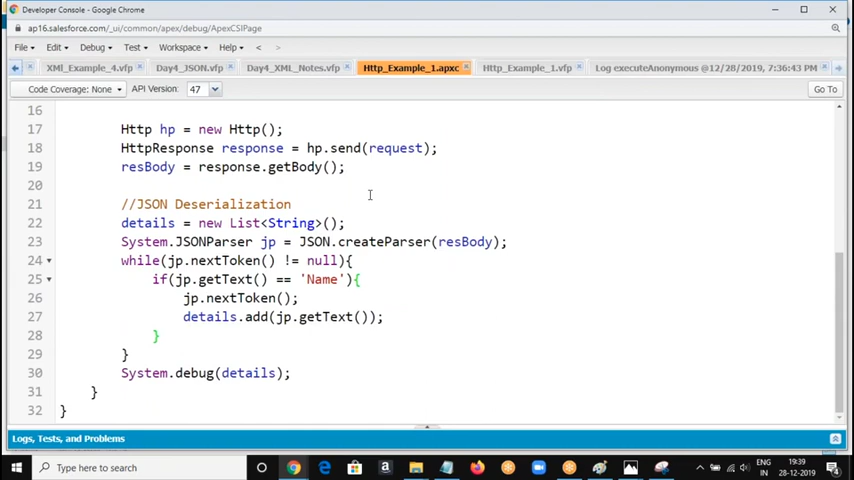 Developer Console - Google Chrome
ap16.salesforce.com/_ui/common/apex/debug/ApexCSIPage
File Edit Debug Test Workspace Help < >
XMl_Example_4.vfp Day4_JSON.vfp Day4_XML_Notes.vfp Http_Example_1.apxc Http_Example_1.vfp Log executeAnonymous @12/28/2019, 7:36:43 PM
Code Coverage: None API Version: 47 Go To
16
17 Http hp = new Http();
18 HttpResponse response = hp.send(request);
19 resBody = response.getBody();
20
21 //JSON Deserialization
22 details = new List<String>();
23 System.JSONParser jp = JSON.createParser(resBody);
24 while(jp.nextToken() != null){
25 if(jp.getText() == 'Name'){
26 jp.nextToken();
27 details.add(jp.getText());
28 }
29 }
30 System.debug(details);
31 }
32 }
Logs, Tests, and Problems
Type here to search
ENG 19:39
IN 28-12-2019
4